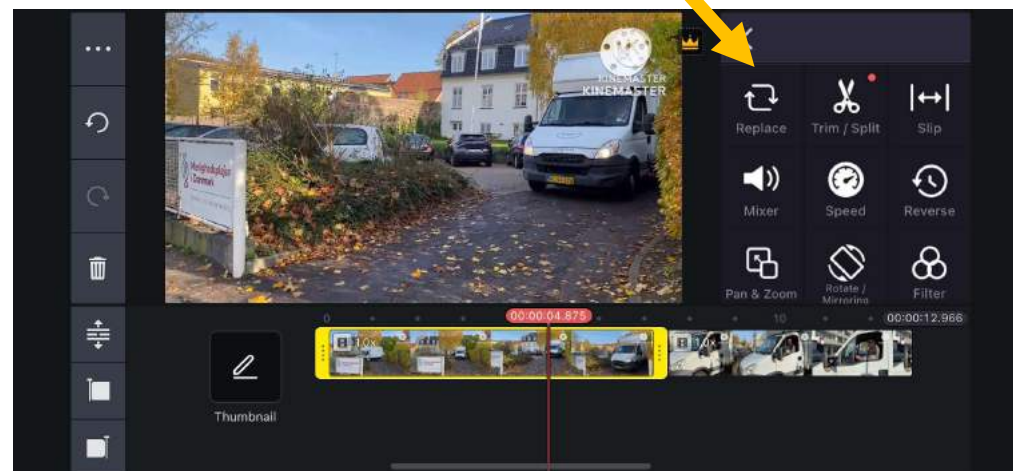 KINEMASTER
KINEMASTER
Replace
Trim / Split
Slip
Mixer
Speed
Reverse
Pan & Zoom
Rotate /
Mirroring
Filter
0
00:00:04.875
10
00:00:12.966
1.0x
1.0x
Thumbnail